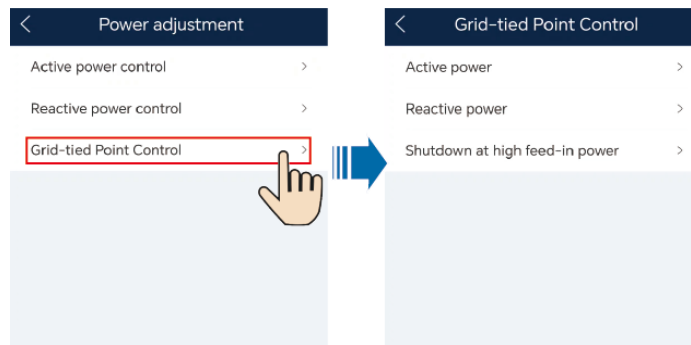 Power adjustment
Active power control
Reactive power control
Grid-tied Point Control
Grid-tied Point Control
Active power
Reactive power
Shutdown at high feed-in power